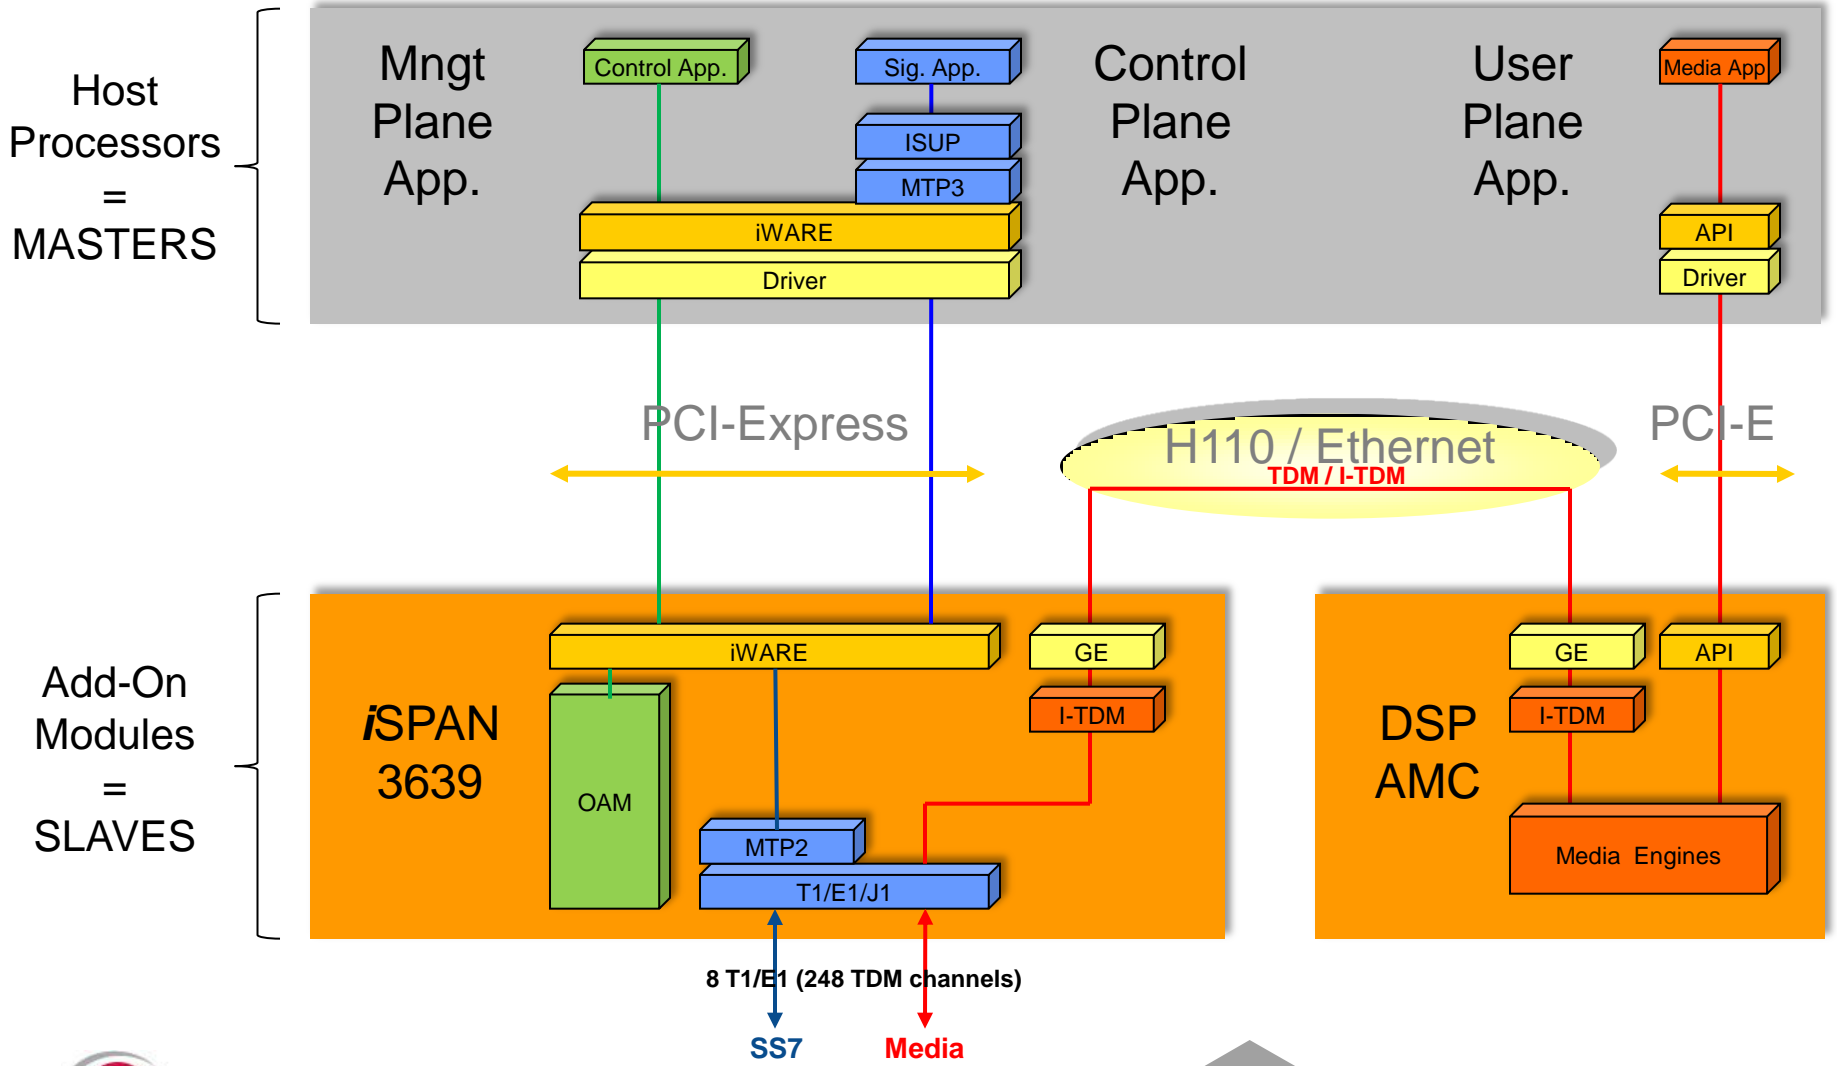 Host
Processors
=
MASTERS
Mngt
Plane
App.
Control App.
Sig. App.
ISUP
MTP3
iWARE
Driver
Control
Plane
App.
User
Plane
App.
Media App
API
Driver
PCI-Express
H110 / Ethernet
TDM / I-TDM
PCI-E
Add-On
Modules
=
SLAVES
iSPAN
3639
iWARE
OAM
MTP2
T1/E1/J1
GE
I-TDM
DSP
AMC
GE
I-TDM
API
Media Engines
8 T1/E1 (248 TDM channels)
SS7
Media